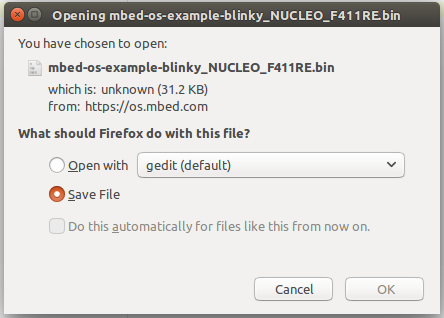 Opening mbed-os-example-blinky_NUCLEO_F411RE.bin
You have chosen to open:
mbed-os-example-blinky_NUCLEO_F411RE.bin
which is: unknown (31.2 KB)
from: https://os.mbed.com
What should Firefox do with this file?
Open with gedit (default)
Save File
Do this automatically for files like this from now on.
Cancel OK